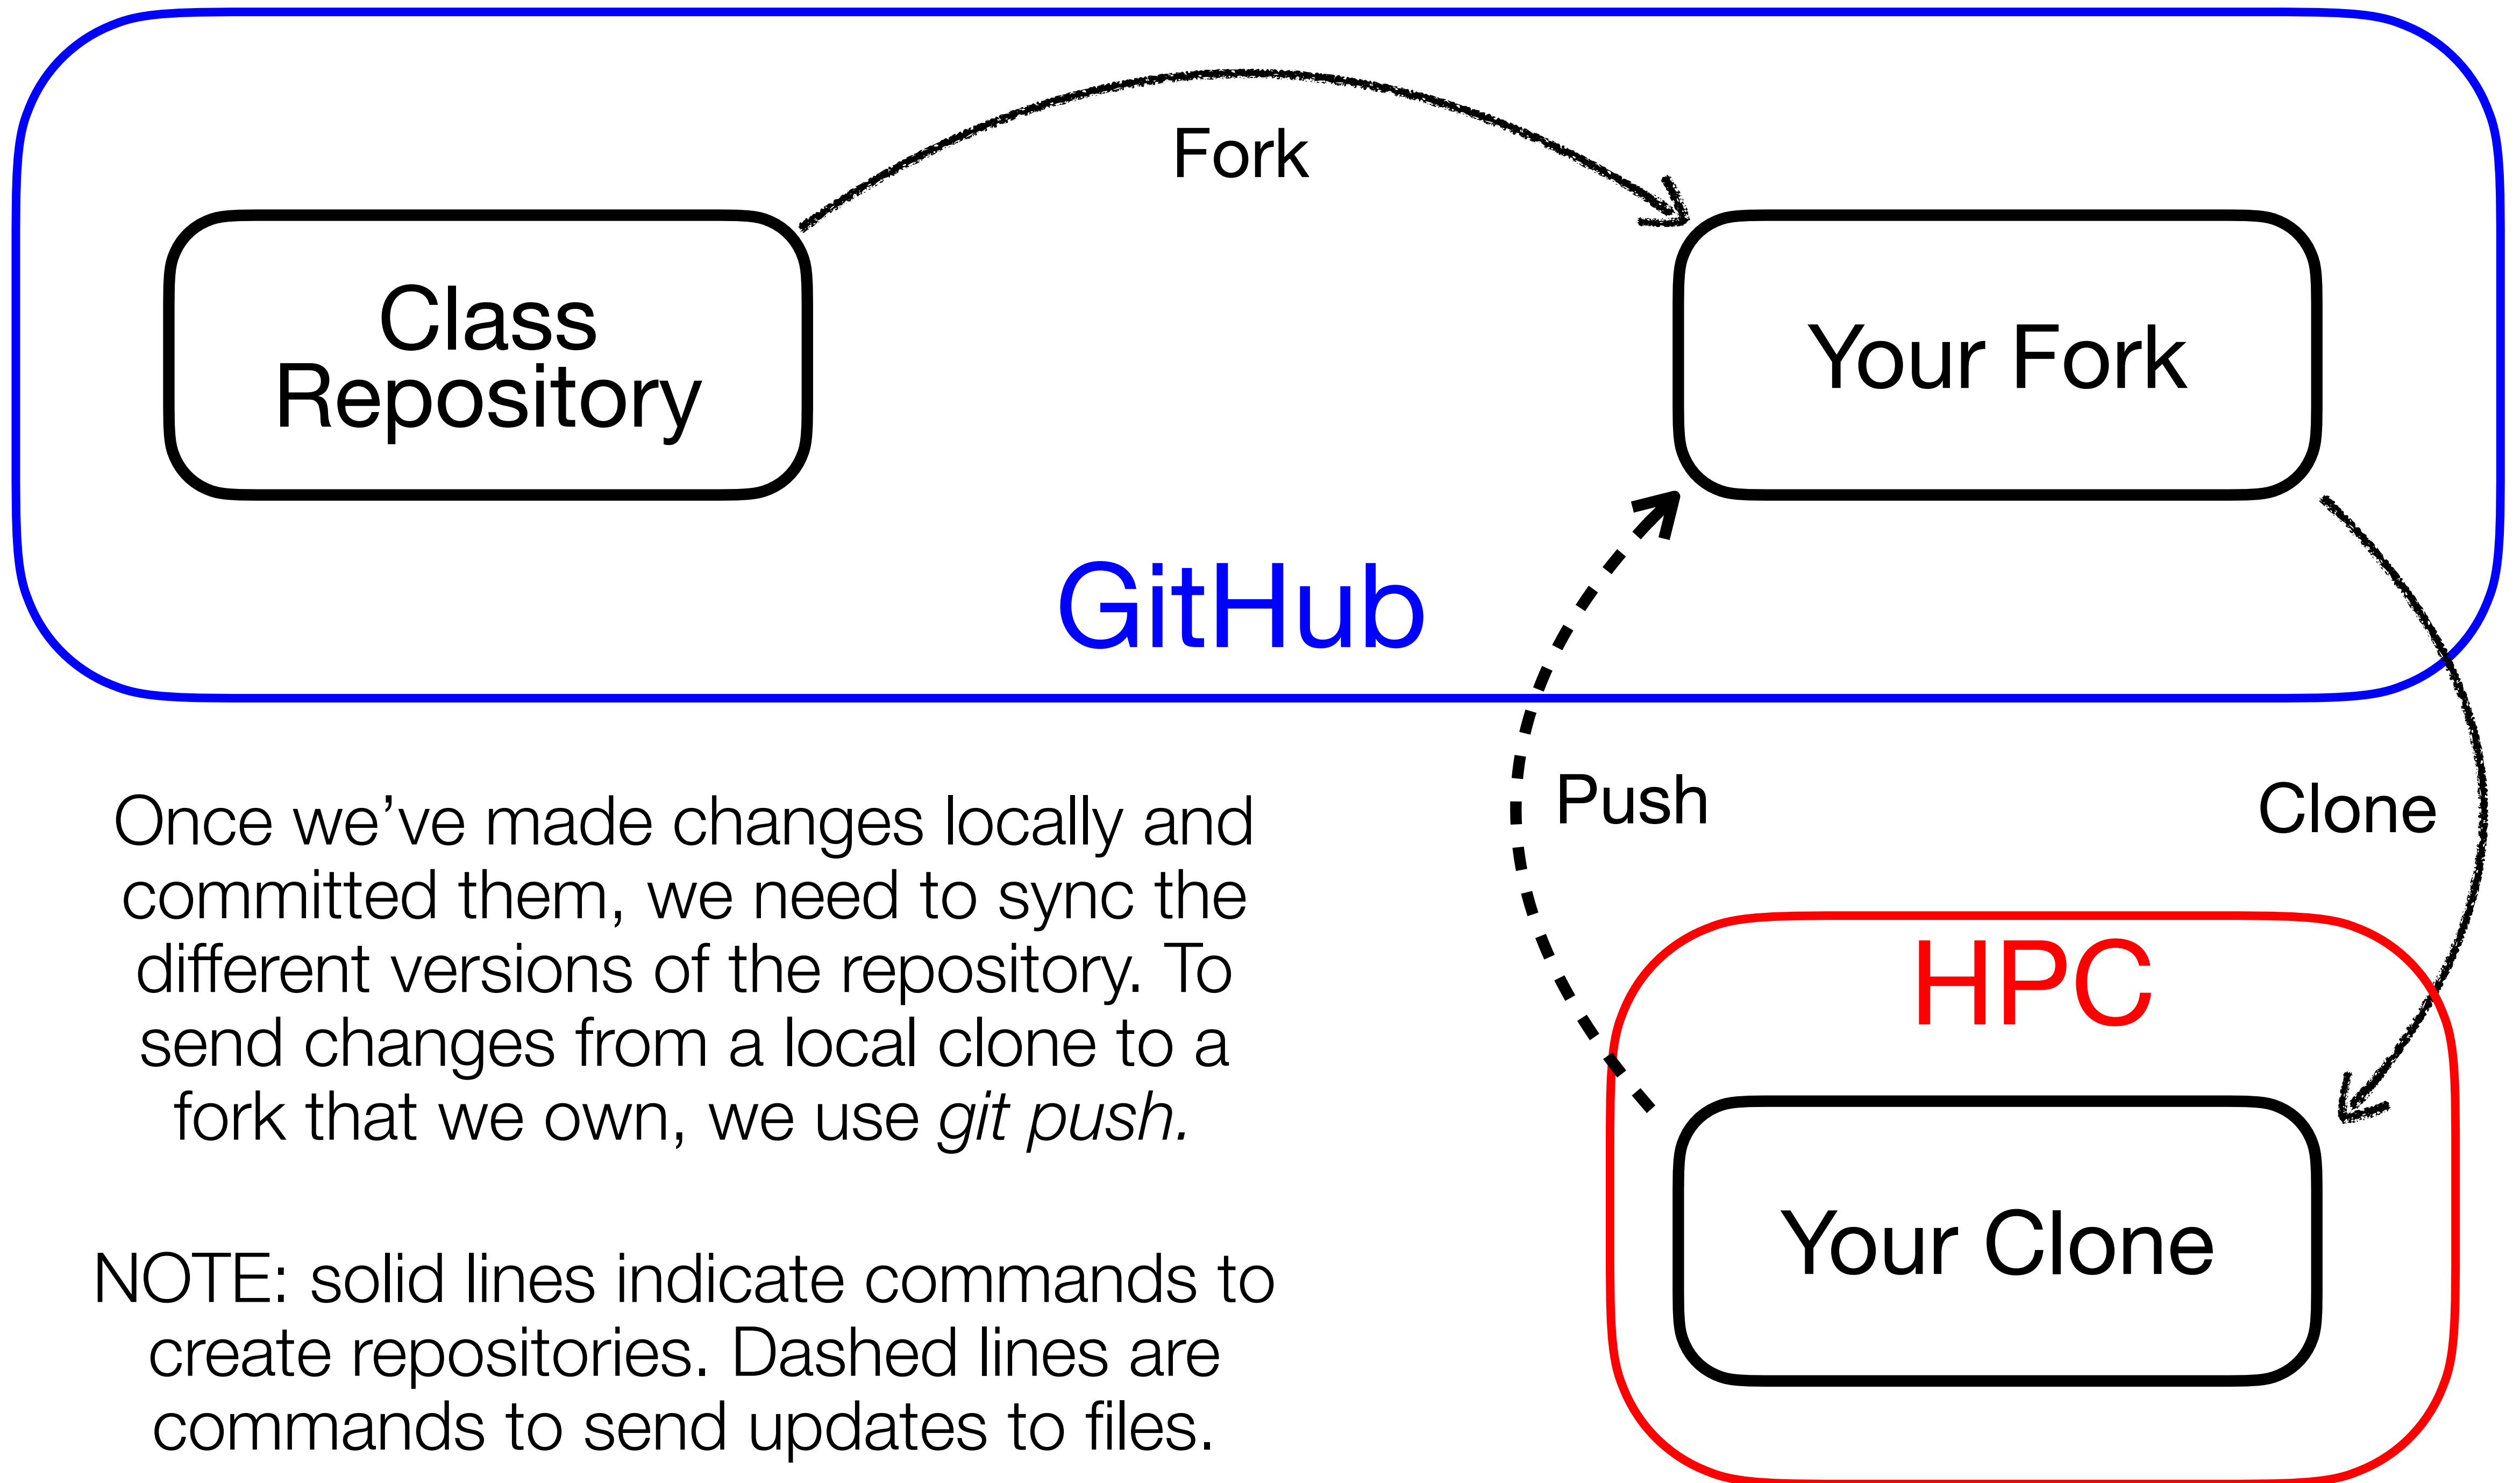 Fork
Class
Repository
Your Fork
GitHub
Push
Clone
Once we’ve made changes locally and
committed them, we need to sync the
different versions of the repository. To
send changes from a local clone to a
fork that we own, we use git push.
HPC
Your Clone
NOTE: solid lines indicate commands to
create repositories. Dashed lines are
commands to send updates to files.